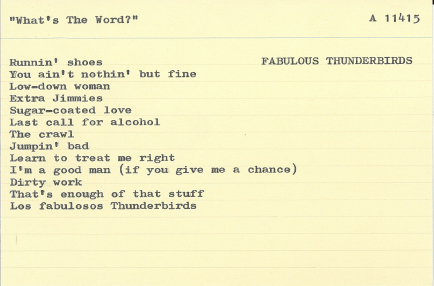 "What's The Word?" A 11415
Runnin' shoes FABULOUS THUNDERBIRDS
You ain't nothin' but fine
Low-down woman
Extra Jimmies
Sugar-coated love
Last call for alcohol
The crawl
Jumpin' bad
Learn to treat me right
I'm a good man (if you give me a chance)
Dirty work
That's enough of that stuff
Los fabulosos Thunderbirds